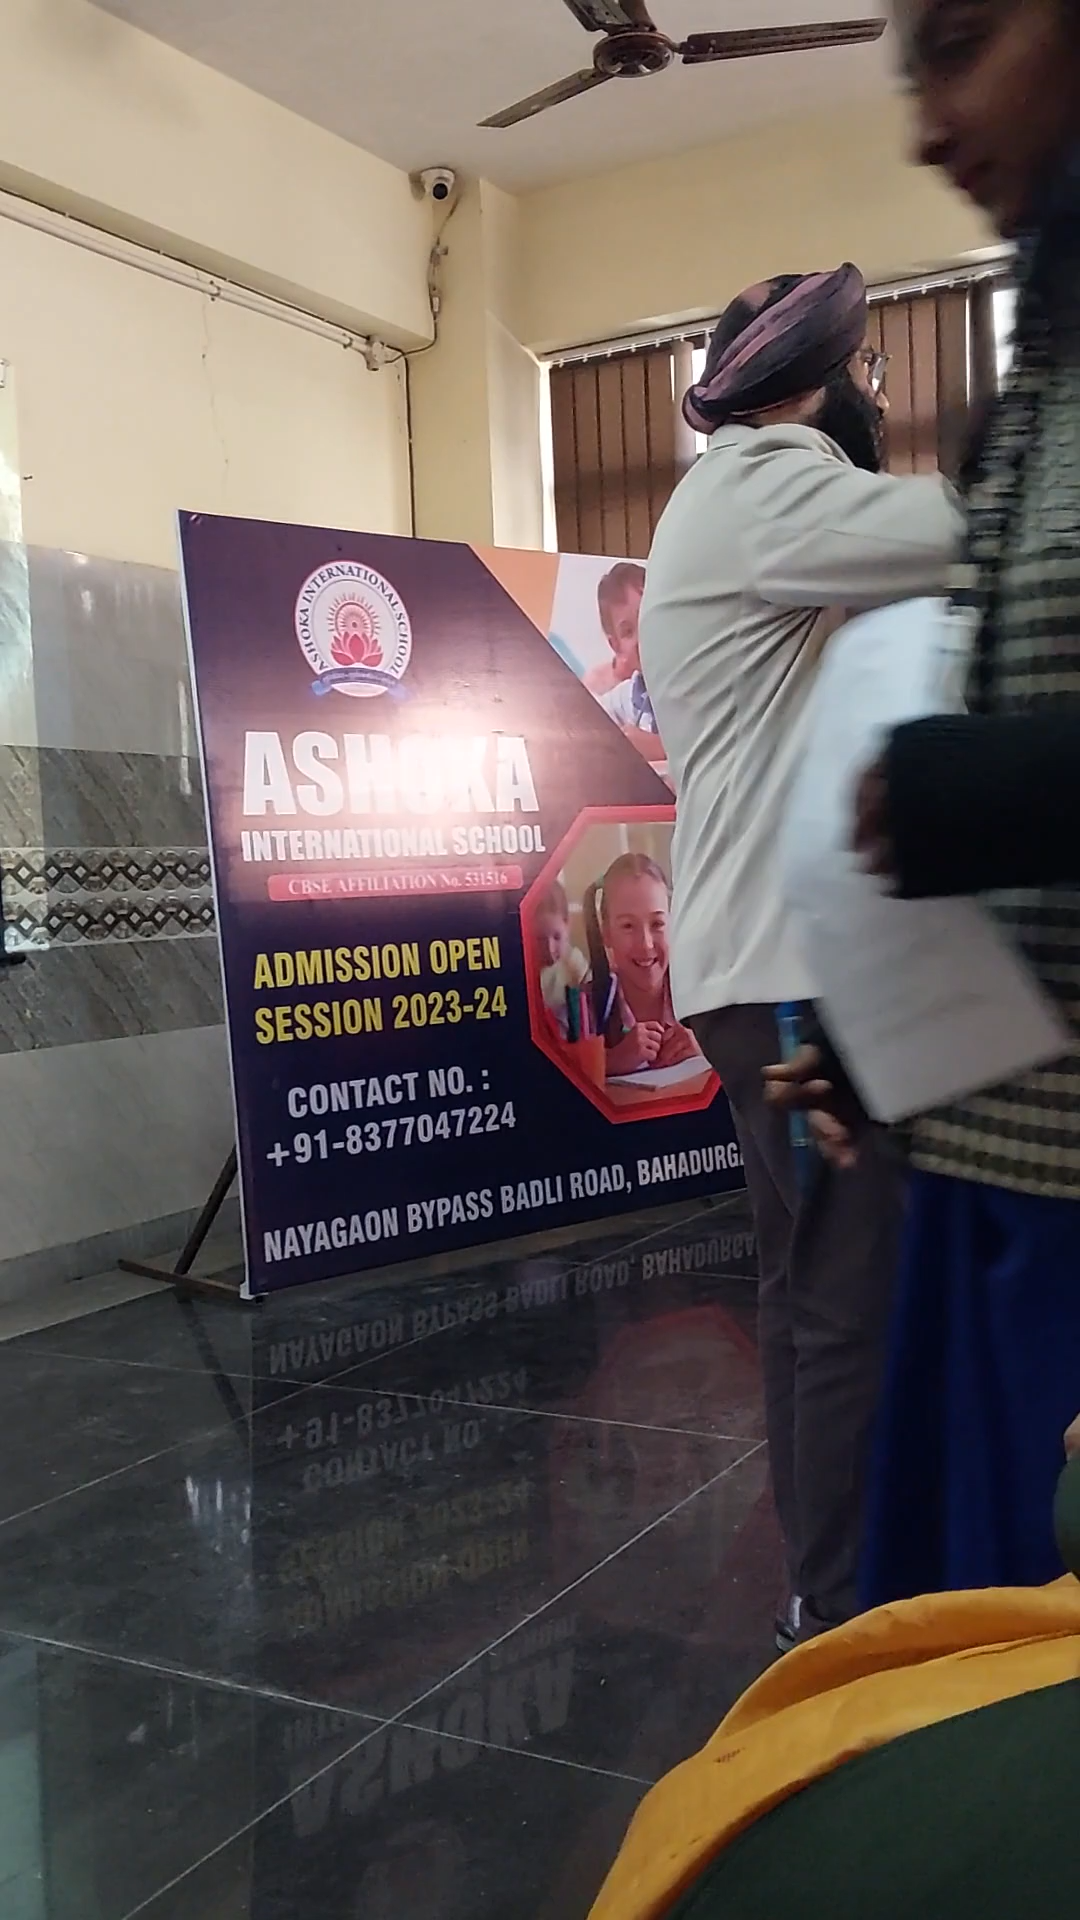 ASHOKA INTERNATIONAL SCHOOL
ASHOKA
INTERNATIONAL SCHOOL
CBSE AFFILIATION No. 531516
ADMISSION OPEN
SESSION 2023-24
CONTACT NO. :
+91-8377047224
NAYAGAON BYPASS BADLI ROAD, BAHADURGA